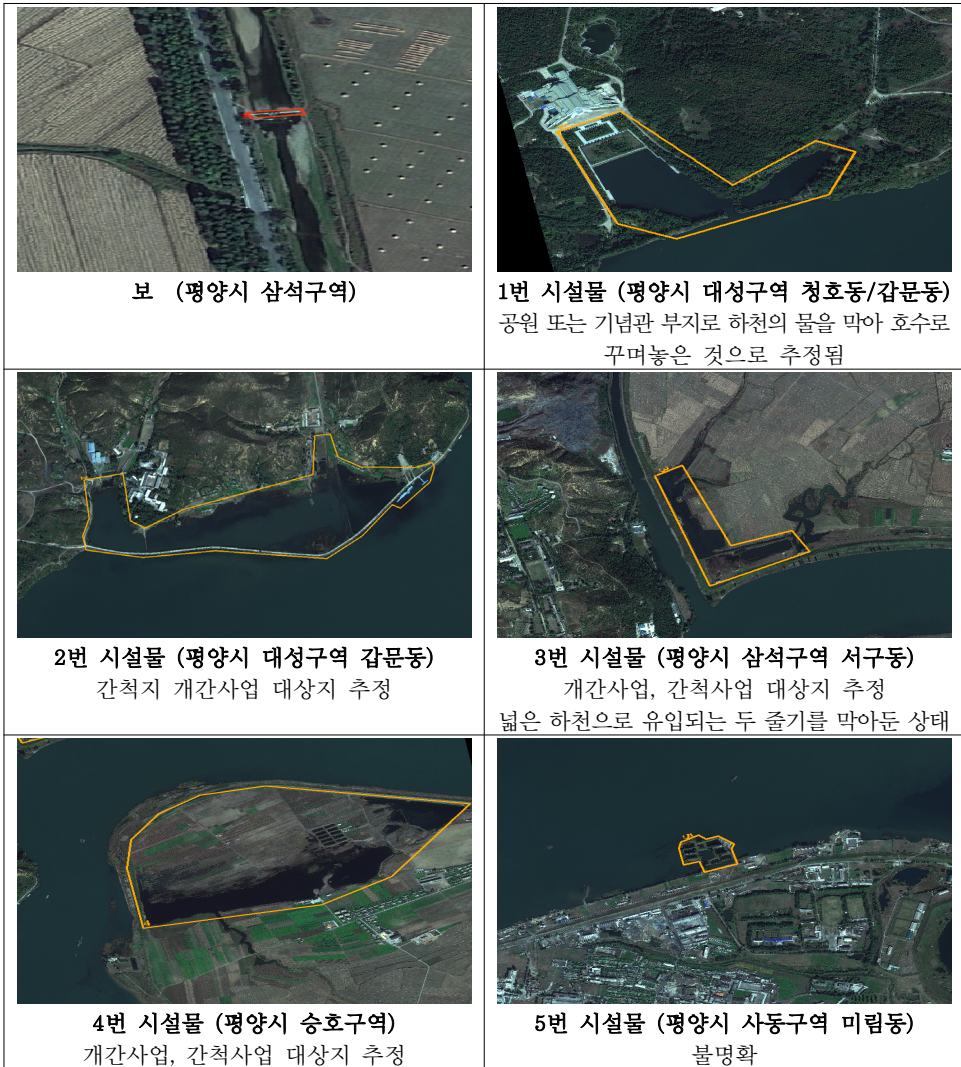 보 (평양시 삼석구역)
1번 시설물 (평양시 대성구역 청호동/갑문동)
공원 또는 기념관 부지로 하천의 물을 막아 호수로
꾸며놓은 것으로 추정됨
2번 시설물 (평양시 대성구역 갑문동)
간척지 개간사업 대상지 추정
3번 시설물 (평양시 삼석구역 서구동)
개간사업, 간척사업 대상지 추정
넓은 하천으로 유입되는 두 줄기를 막아둔 상태
4번 시설물 (평양시 승호구역)
개간사업, 간척사업 대상지 추정
5번 시설물 (평양시 사동구역 미림동)
불명확